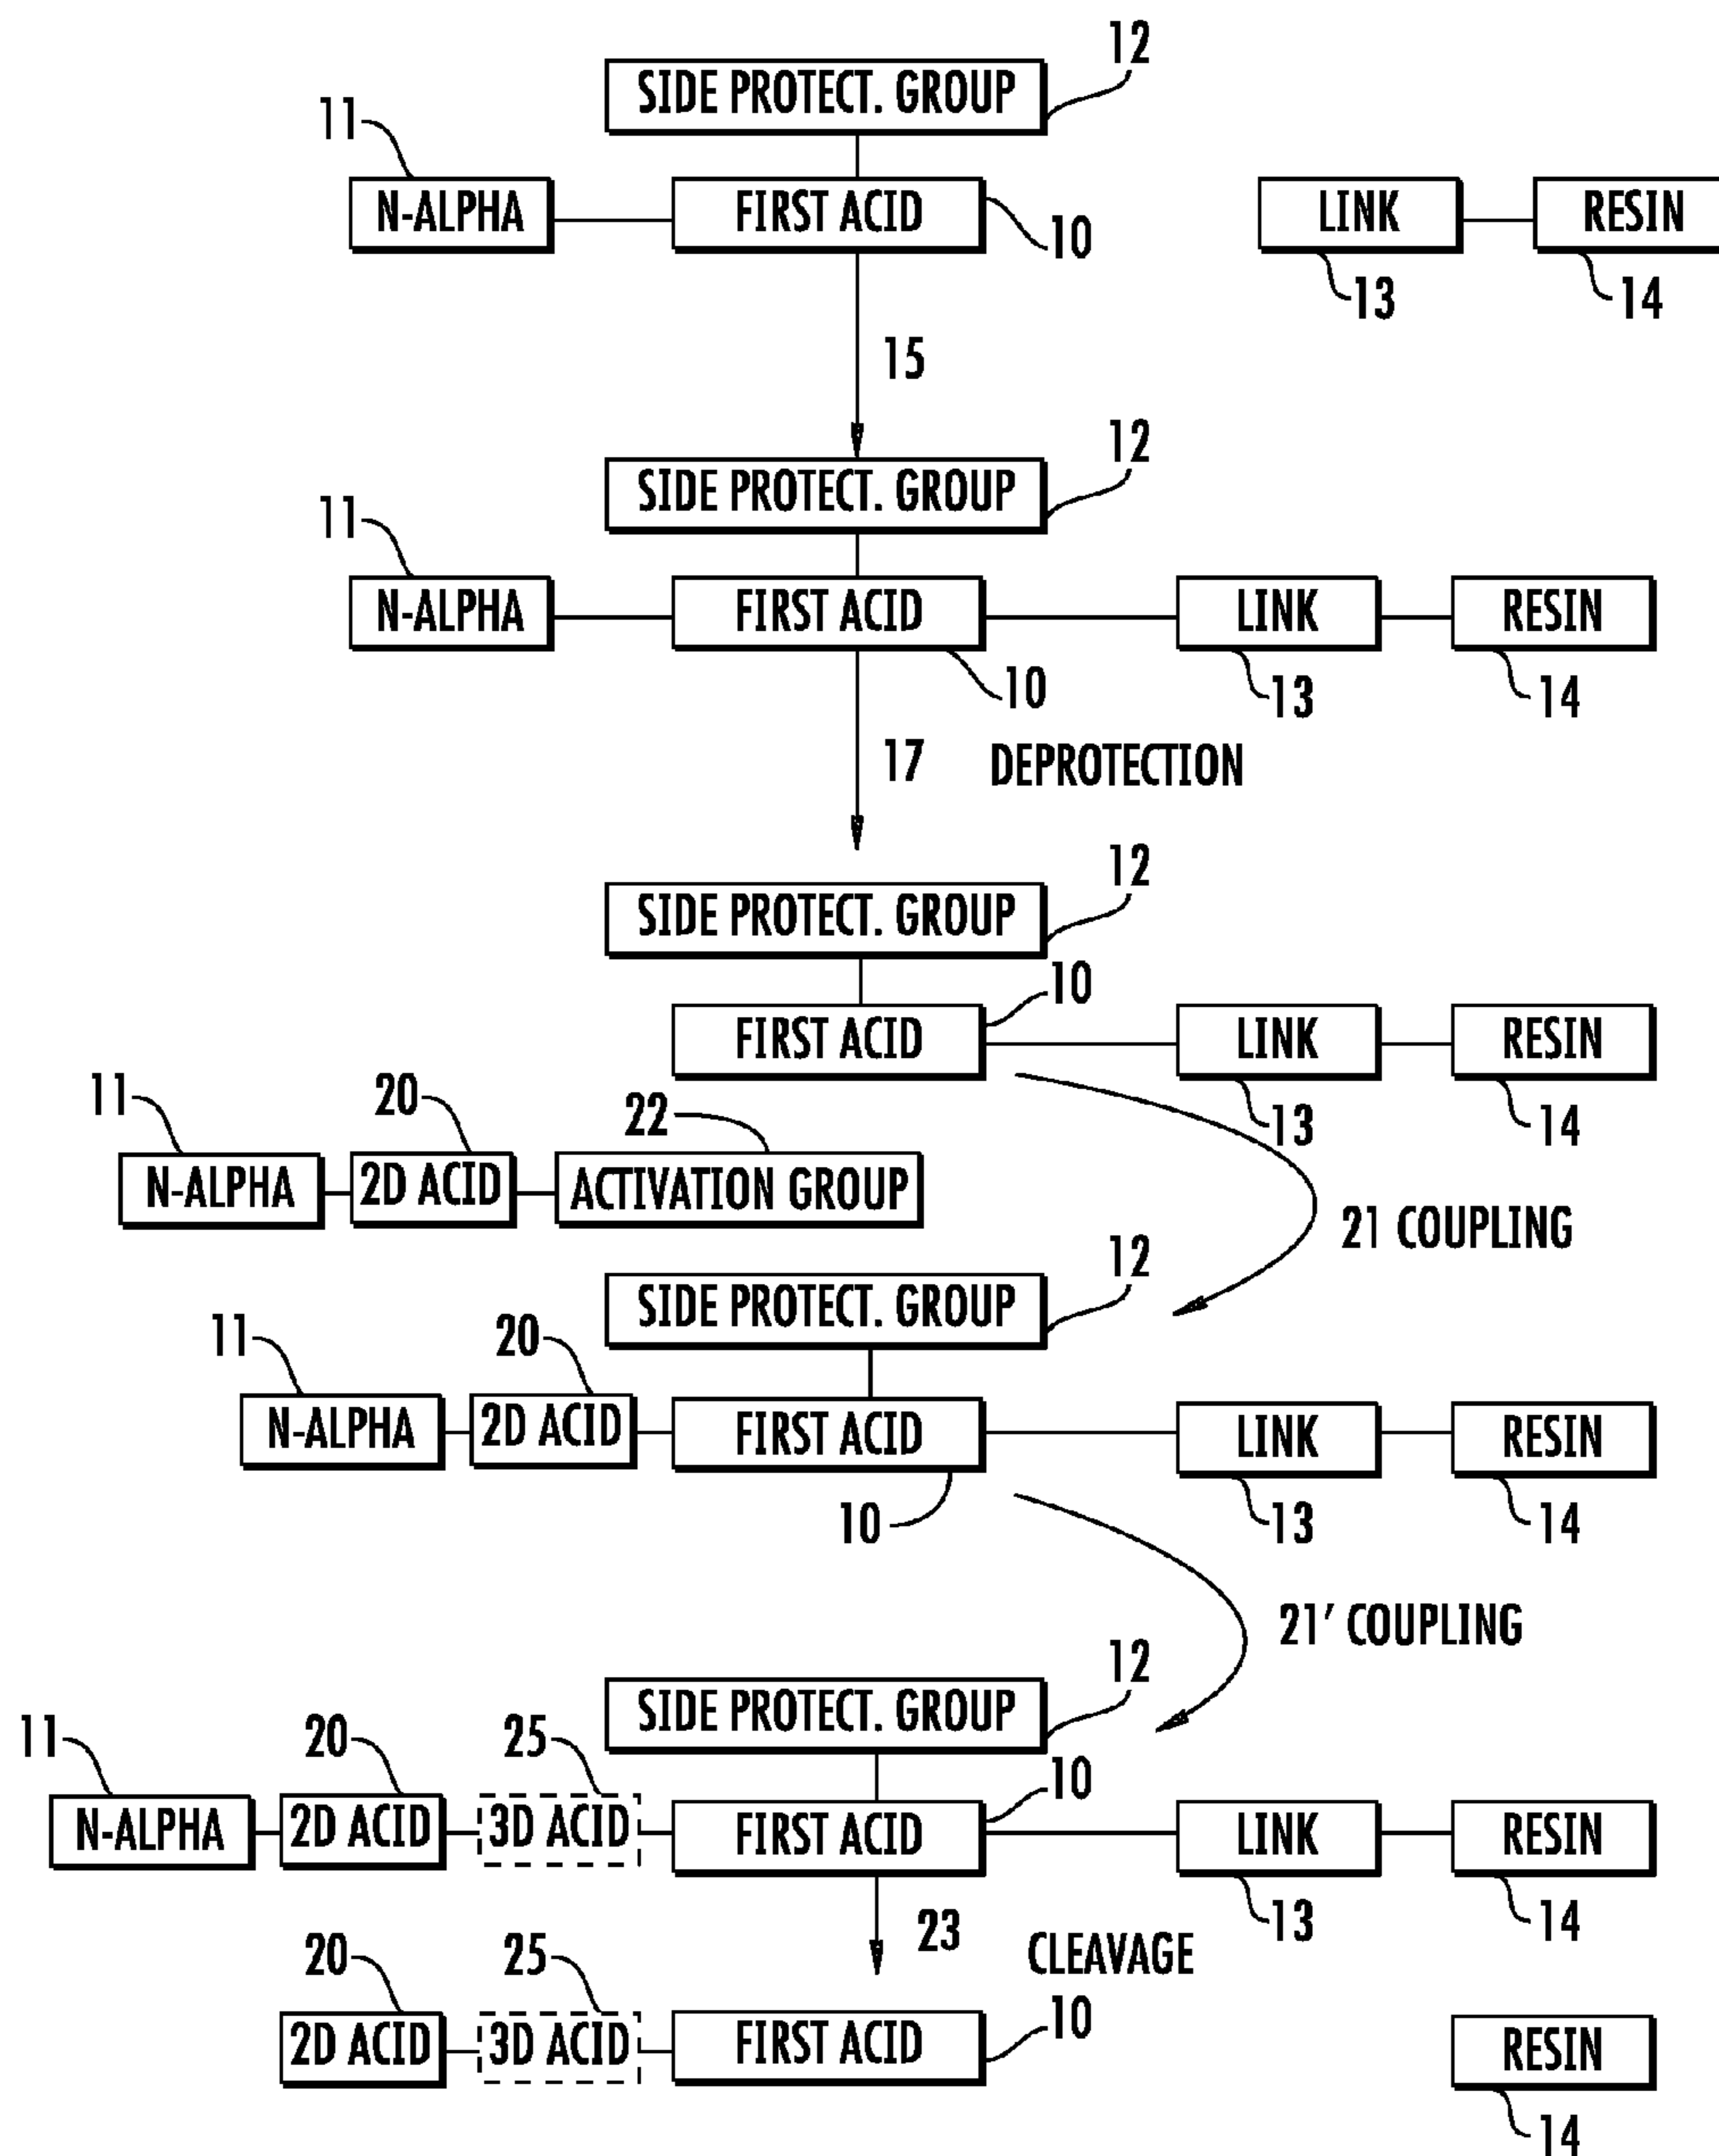 12
SIDE PROTECT. GROUP
11
N-ALPHA
FIRST ACID
10
LINK
RESIN
13
14
15
12
SIDE PROTECT. GROUP
11
N-ALPHA
FIRST ACID
LINK
RESIN
10
13
14
17
DEPROTECTION
12
SIDE PROTECT. GROUP
10
FIRST ACID
LINK
RESIN
13
14
11
20
22
N-ALPHA
2D ACID
ACTIVATION GROUP
21 COUPLING
12
SIDE PROTECT. GROUP
11
20
N-ALPHA
2D ACID
FIRST ACID
LINK
RESIN
10
13
14
21' COUPLING
12
SIDE PROTECT. GROUP
11
20
25
10
N-ALPHA
2D ACID
3D ACID
FIRST ACID
LINK
RESIN
13
14
23
CLEAVAGE
20
25
10
2D ACID
3D ACID
FIRST ACID
RESIN
14